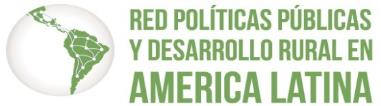 RED POLÍTICAS PÚBLICAS
Y DESARROLLO RURAL EN
AMERICA LATINA